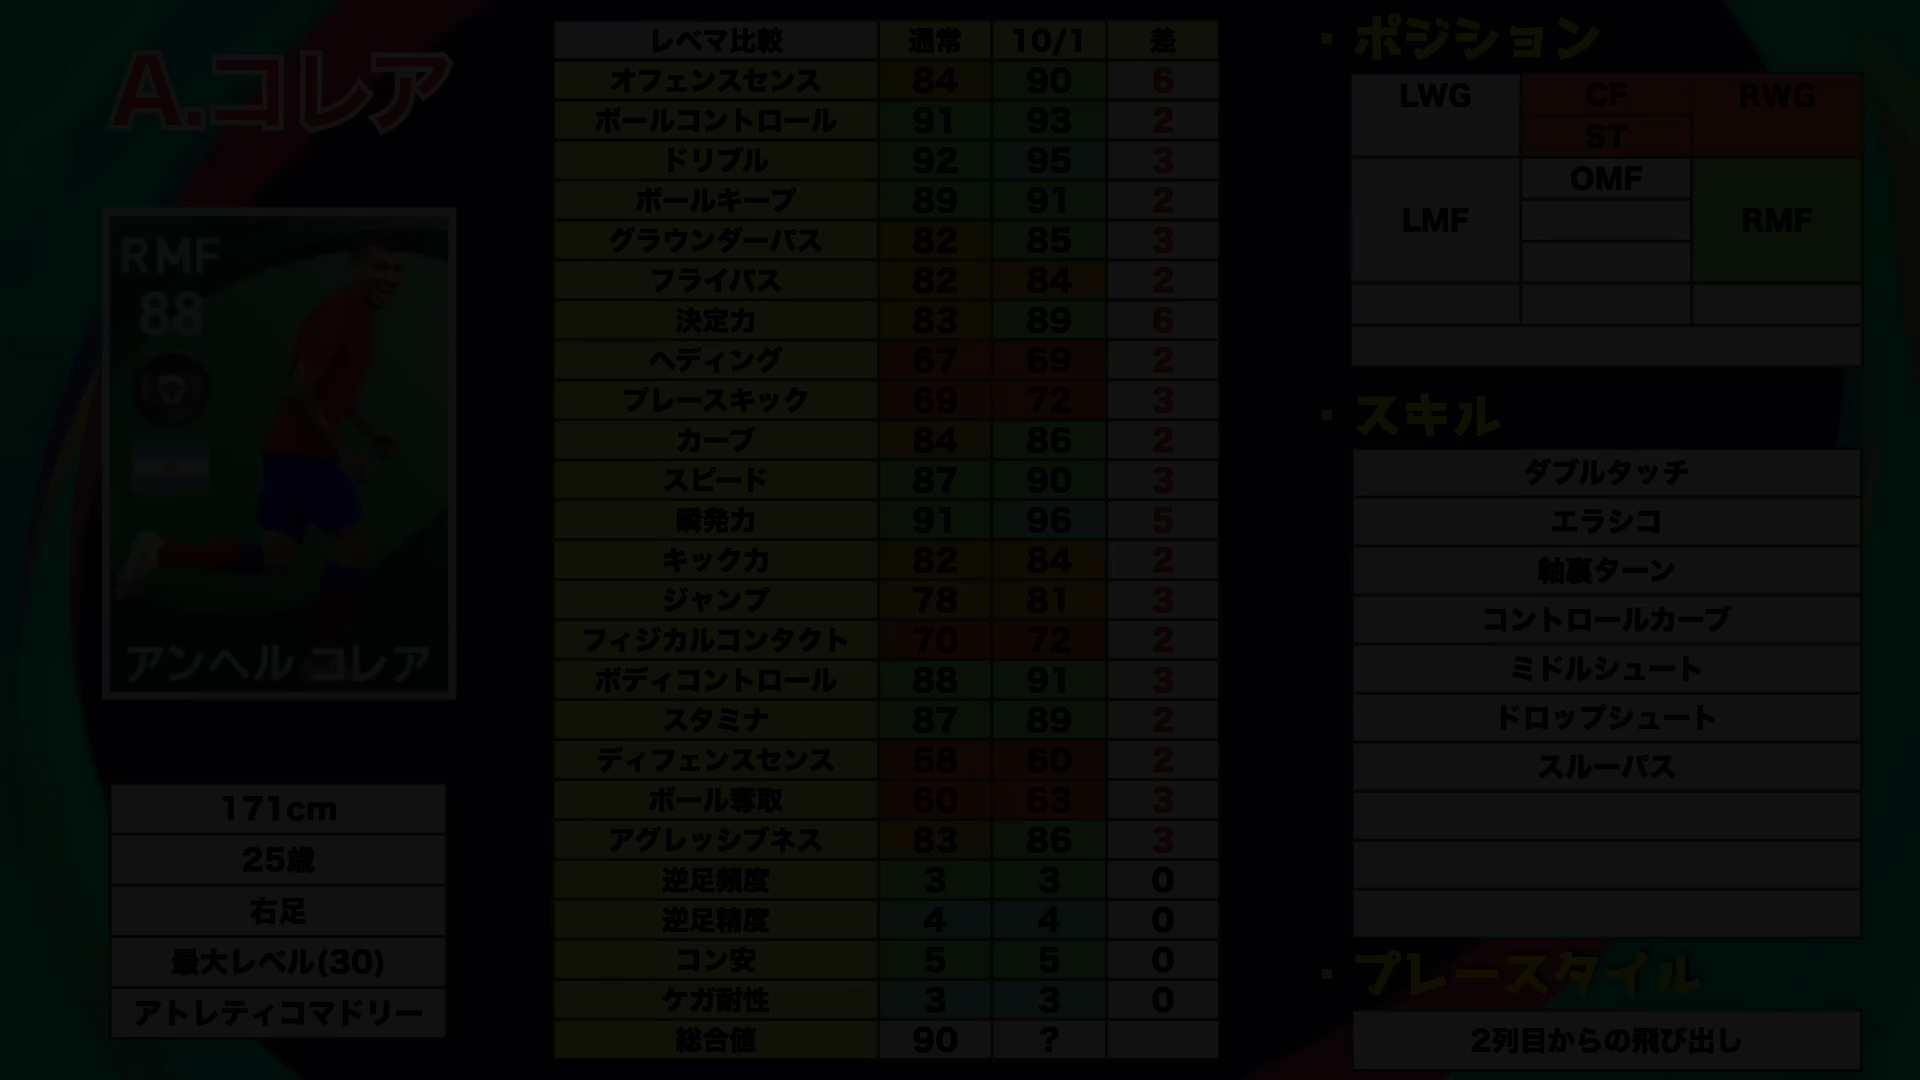 A.コレア
RMF
88
アンヘル コレア
171cm
25歳
右足
最大レベル(30)
アトレティコマドリー
レベマ比較 通常 10/1 差
オフェンスセンス 84 90 6
ボールコントロール 91 93 2
ドリブル 92 95 3
ボールキープ 89 91 2
グラウンダーパス 82 85 3
フライパス 82 84 2
決定力 83 89 6
ヘディング 67 69 2
プレースキック 69 72 3
カーブ 84 86 2
スピード 87 90 3
瞬発力 91 96 5
キック力 82 84 2
ジャンプ 78 81 3
フィジカルコンタクト 70 72 2
ボディコントロール 88 91 3
スタミナ 87 89 2
ディフェンスセンス 58 60 2
ボール奪取 60 63 3
アグレッシブネス 83 86 3
逆足頻度 3 3 0
逆足精度 4 4 0
コン安 5 5 0
ケガ耐性 3 3 0
総合値 90 ?
・ポジション
LWG CF RWG
ST
OMF
LMF RMF
・スキル
ダブルタッチ
エラシコ
軸裏ターン
コントロールカーブ
ミドルシュート
ドロップシュート
スルーパス
・プレースタイル
2列目からの飛び出し